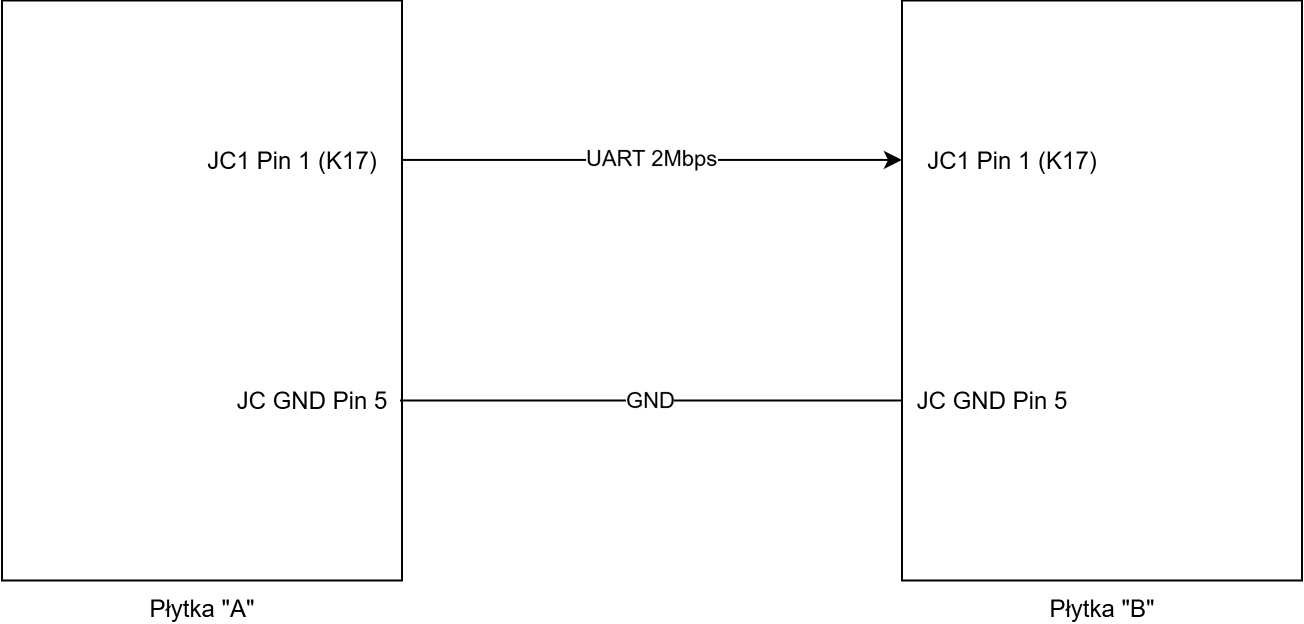 JC1 Pin 1 (K17)
UART 2Mbps
JC1 Pin 1 (K17)
JC GND Pin 5
GND
JC GND Pin 5
Płytka "A"
Płytka "B"